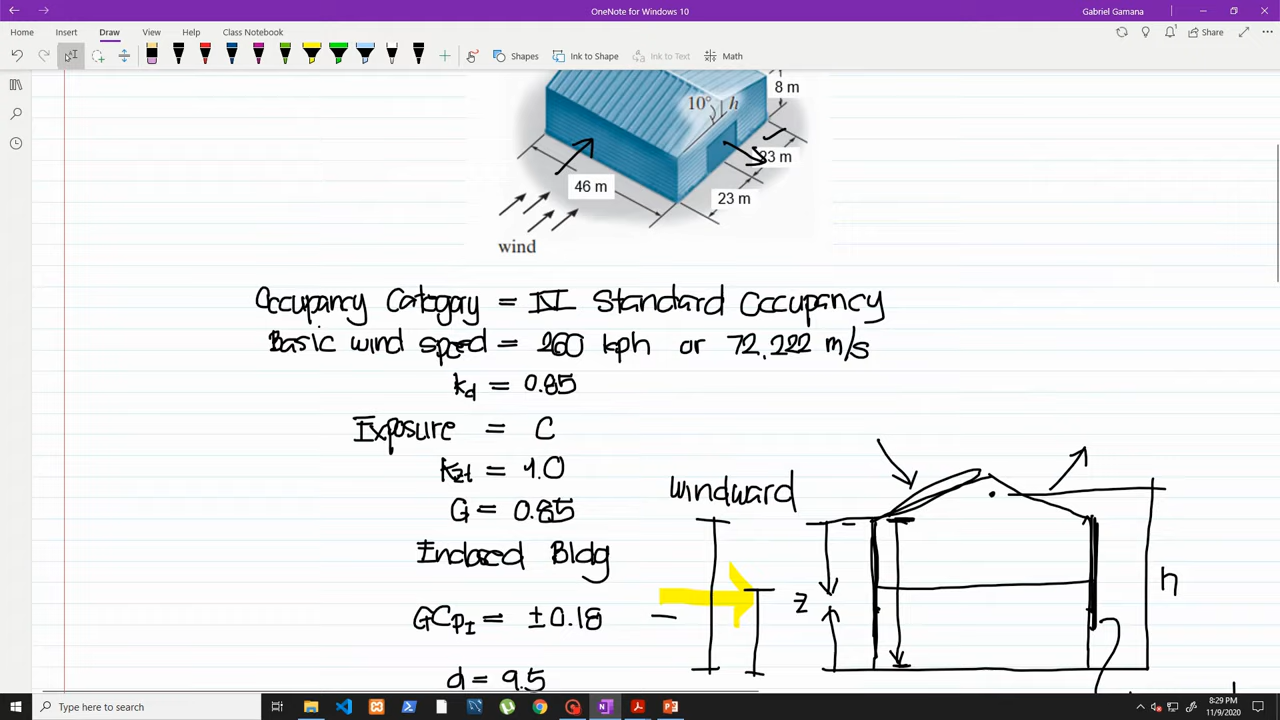 OneNote for Windows 10
Gabriel Gamana
Home Insert Draw View Help Class Notebook
Share
Shapes Ink to Shape Ink to Text Math
8 m
10° h
23 m
46 m
23 m
wind
Occupancy Category = IV Standard Occupancy
Basic wind speed = 260 kph or 72.222 m/s
kd = 0.85
Exposure = C
kzt = 1.0
G = 0.85
Enclosed Bldg
GCpi = ±0.18
d = 9.5
Windward
z
h
Type here to search
8:29 PM
11/9/2020